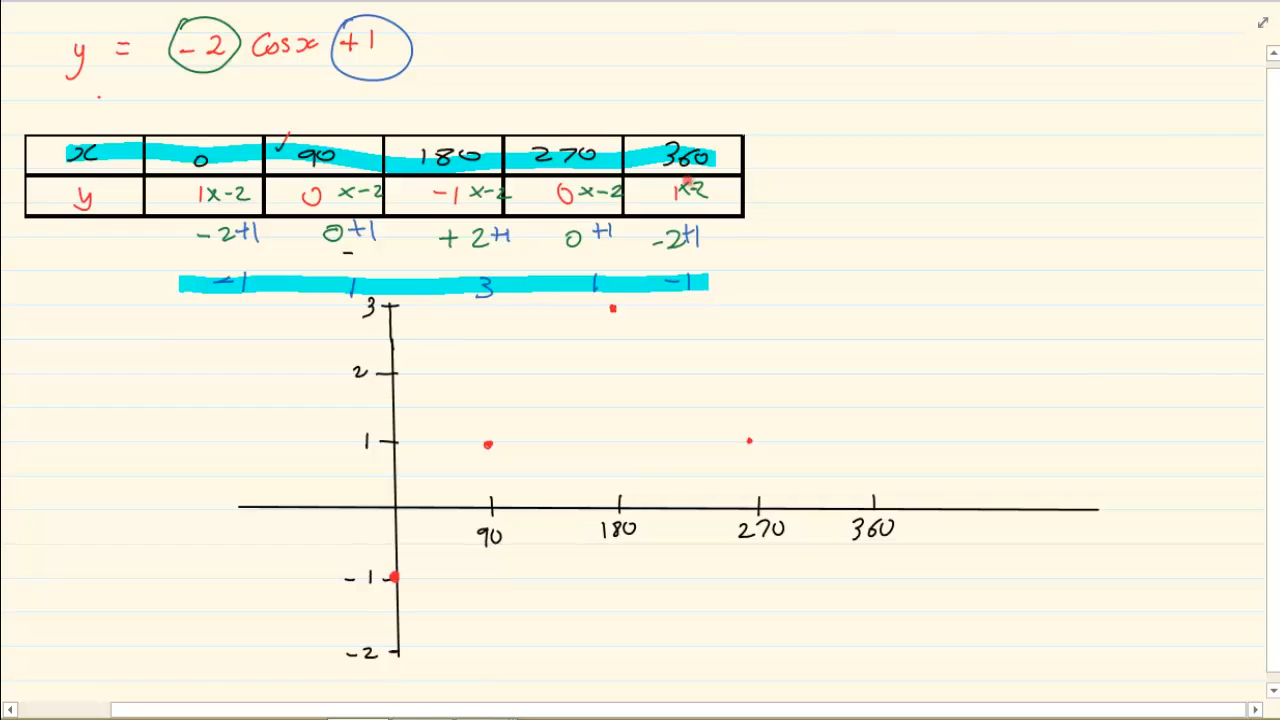 y = -2 cos x +1
x 0 90 180 270 360
y 1x-2 0 x-2 -1 x-2 0 x-2 1 x-2
-2+1 0+1 +2+1 0+1 -2+1
-1 1 3 1 -1
3
2
1
90 180 270 360
-1
-2